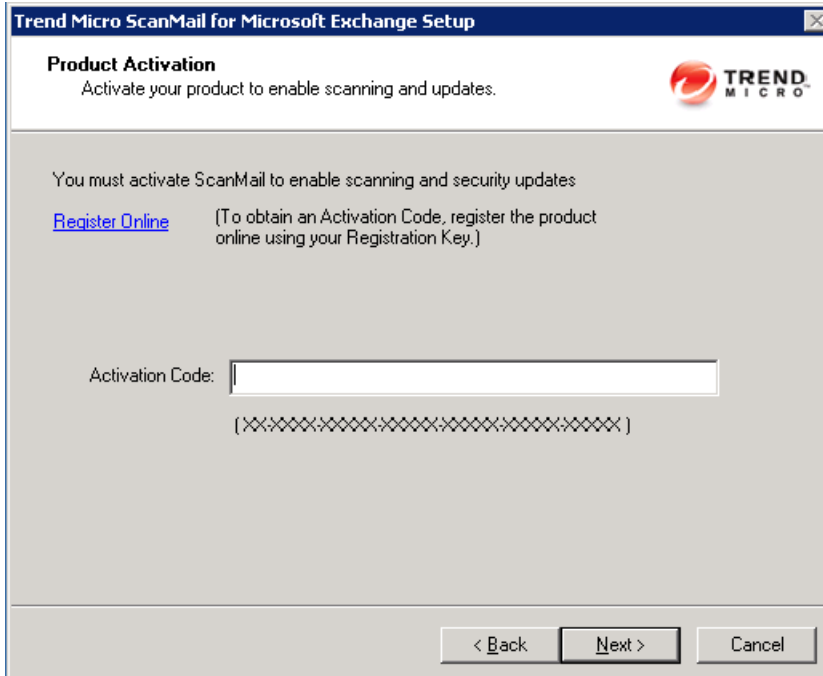 Trend Micro ScanMail for Microsoft Exchange Setup
Product Activation
Activate your product to enable scanning and updates.
TREND
MICRO
You must activate ScanMail to enable scanning and security updates
Register Online
(To obtain an Activation Code, register the product
online using your Registration Key.)
Activation Code:
(XX-XXXX-XXXXX-XXXXX-XXXXX-XXXXX-XXXXX)
< Back
Next >
Cancel